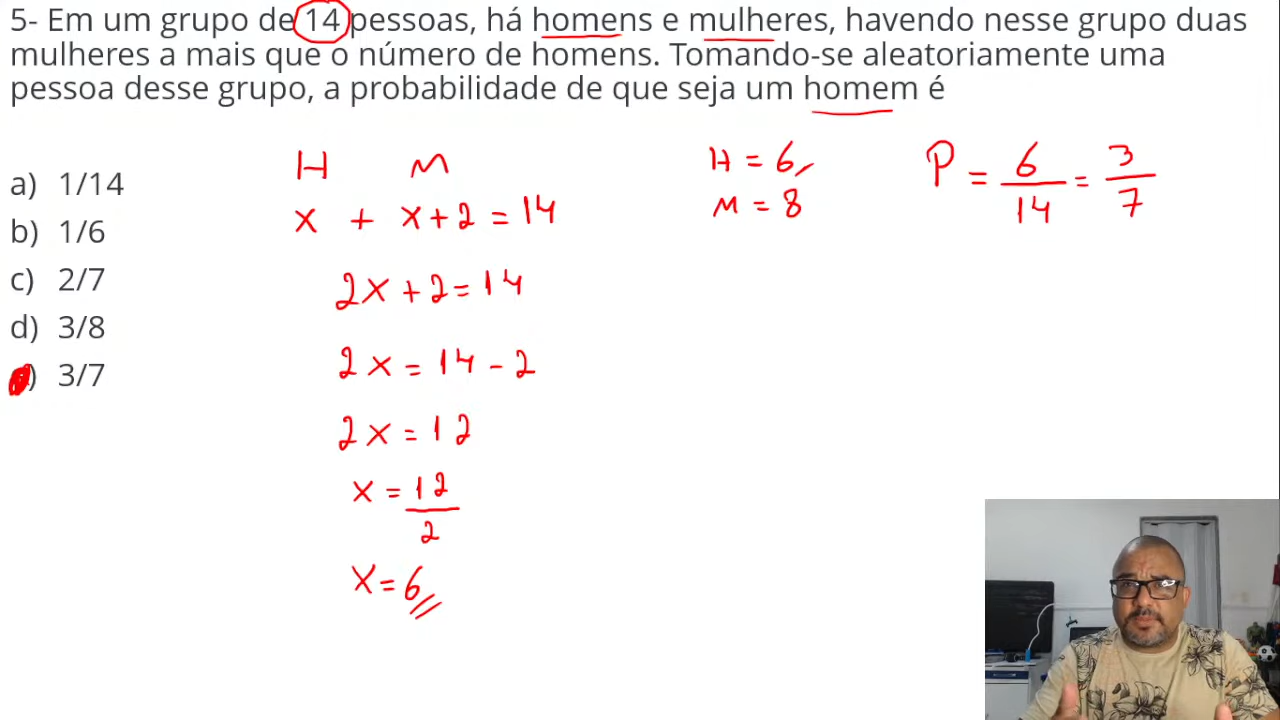 5- Em um grupo de 14 pessoas, há homens e mulheres, havendo nesse grupo duas
mulheres a mais que o número de homens. Tomando-se aleatoriamente uma
pessoa desse grupo, a probabilidade de que seja um homem é
a) 1/14
b) 1/6
c) 2/7
d) 3/8
) 3/7
H M
x + x+2 = 14
2x+2=14
2x = 14 - 2
2x = 12
x = 12/2
x = 6
H = 6
M = 8
P = 6/14 = 3/7